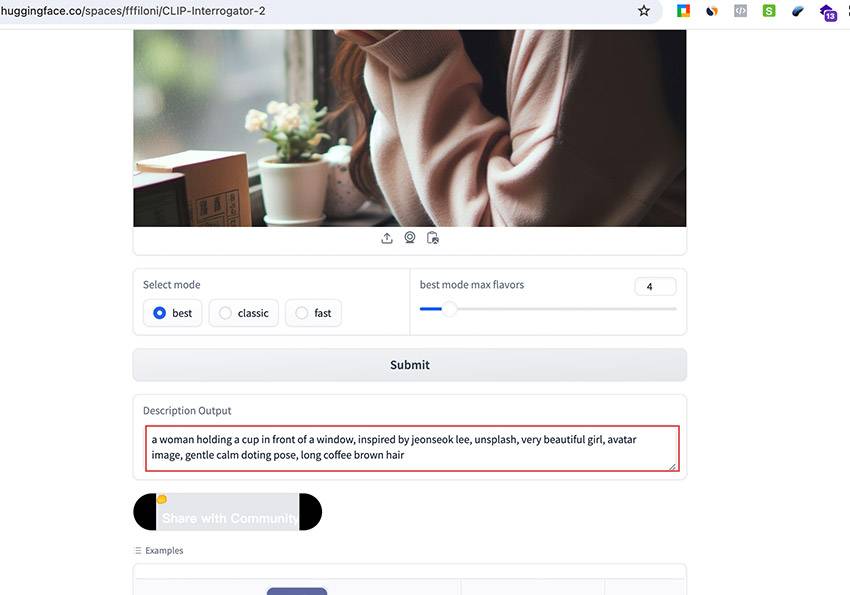 huggingface.co/spaces/fffiloni/CLIP-Interrogator-2
S
13
Select mode
best
classic
fast
best mode max flavors
4
Submit
Description Output
a woman holding a cup in front of a window, inspired by jeonseok lee, unsplash, very beautiful girl, avatar
image, gentle calm doting pose, long coffee brown hair
Share with Community
Examples